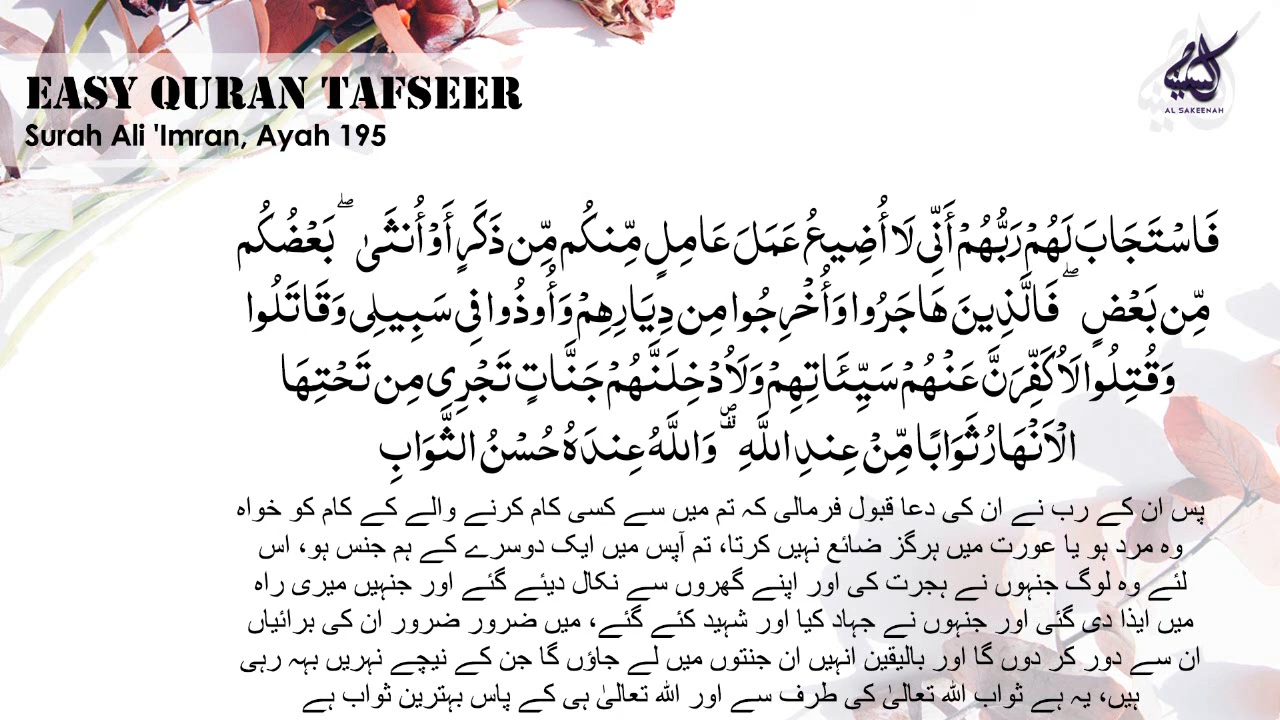 EASY QURAN TAFSEER
Surah Ali 'Imran, Ayah 195
AL SAKEENAH
فَاسْتَجَابَ لَهُمْ رَبُّهُمْ أَنِّي لَا أُضِيعُ عَمَلَ عَامِلٍ مِّنكُم مِّن ذَكَرٍ أَوْ أُنثَىٰ ۖ بَعْضُكُم
مِّن بَعْضٍ ۖ فَالَّذِينَ هَاجَرُوا وَأُخْرِجُوا مِن دِيَارِهِمْ وَأُوذُوا فِي سَبِيلِي وَقَاتَلُوا
وَقُتِلُوا لَأُكَفِّرَنَّ عَنْهُمْ سَيِّئَاتِهِمْ وَلَأُدْخِلَنَّهُمْ جَنَّاتٍ تَجْرِي مِن تَحْتِهَا
الْأَنْهَارُ ثَوَابًا مِّنْ عِندِ اللَّهِ ۗ وَاللَّهُ عِندَهُ حُسْنُ الثَّوَابِ
پس ان کے رب نے ان کی دعا قبول فرمالی کہ تم میں سے کسی کام کرنے والے کے کام کو خواہ
وہ مرد ہو یا عورت میں ہرگز ضائع نہیں کرتا، تم آپس میں ایک دوسرے کے ہم جنس ہو، اس
لئے وہ لوگ جنہوں نے ہجرت کی اور اپنے گھروں سے نکال دیئے گئے اور جنہیں میری راه
میں ایذا دی گئی اور جنہوں نے جہاد کیا اور شہید کئے گئے، میں ضرور ضرور ان کی برائیاں
ان سے دور کر دوں گا اور بالیقین انہیں ان جنتوں میں لے جاؤں گا جن کے نیچے نہریں بہہ رہی
ہیں، یہ ہے ثواب اللہ تعالیٰ کی طرف سے اور اللہ تعالیٰ ہی کے پاس بہترین ثواب ہے